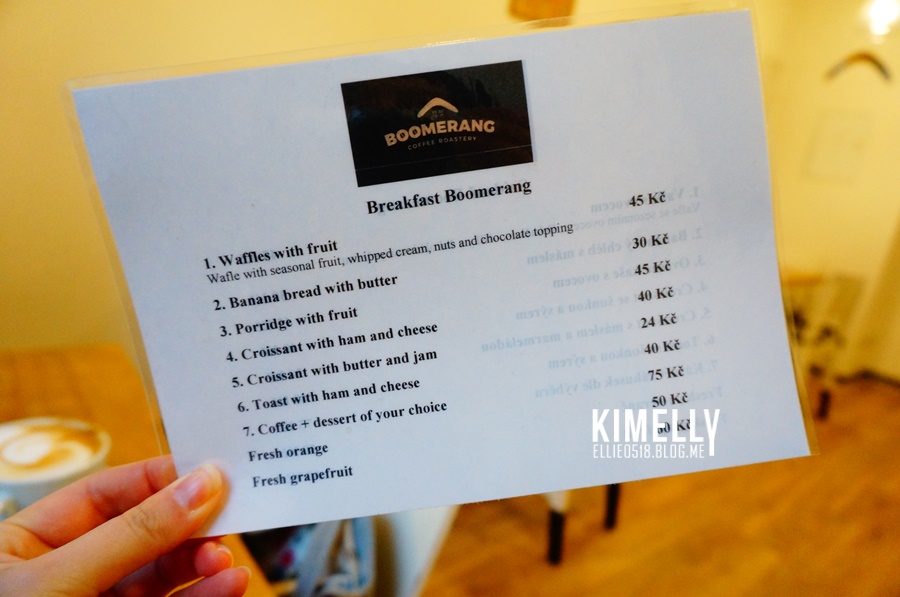 BOOMERANG
COFFEE ROASTERY
Breakfast Boomerang
1. Waffles with fruit 45 Kč
Wafle with seasonal fruit, whipped cream, nuts and chocolate topping
2. Banana bread with butter 30 Kč
3. Porridge with fruit 45 Kč
4. Croissant with ham and cheese 40 Kč
5. Croissant with butter and jam 24 Kč
6. Toast with ham and cheese 40 Kč
7. Coffee + dessert of your choice 75 Kč
Fresh orange 50 Kč
Fresh grapefruit
KIMELLY
ELLIE0518.BLOG.ME